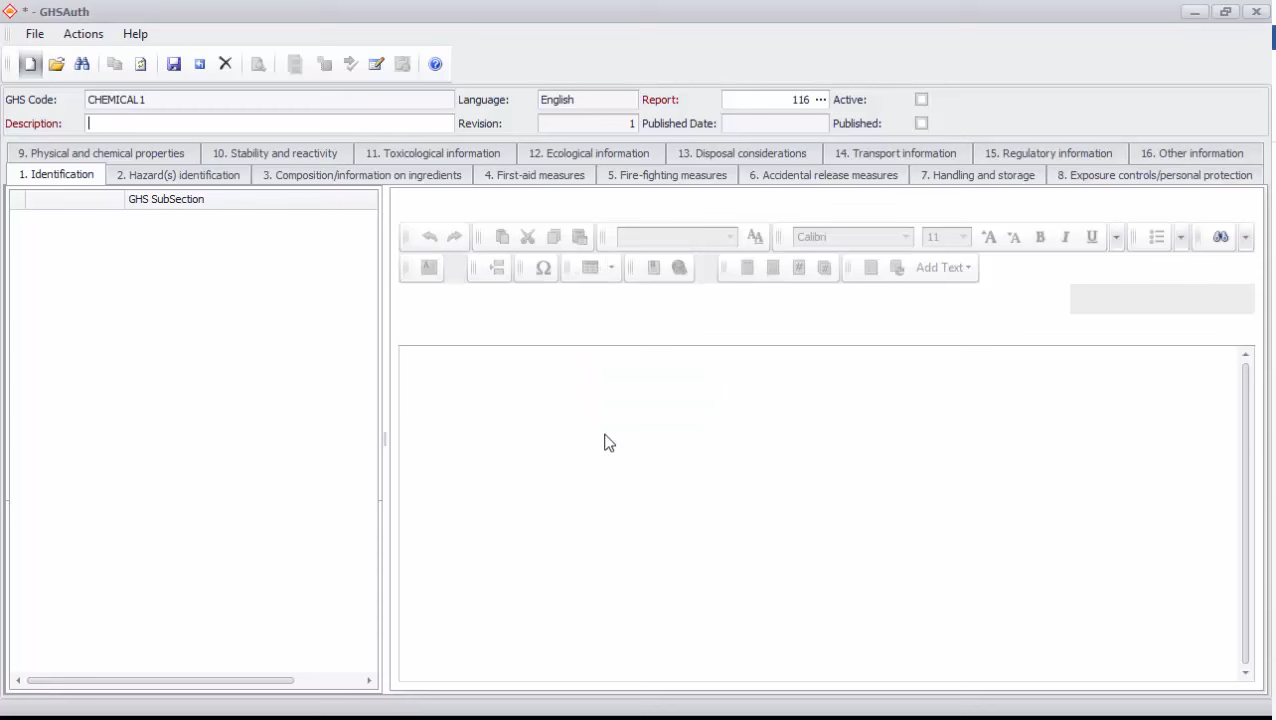 * - GHSAuth
File Actions Help
GHS Code: CHEMICAL1 Language: English Report: 116 ... Active:
Description: Revision: 1 Published Date: Published:
9. Physical and chemical properties 10. Stability and reactivity 11. Toxicological information 12. Ecological information 13. Disposal considerations 14. Transport information 15. Regulatory information 16. Other information
1. Identification 2. Hazard(s) identification 3. Composition/information on ingredients 4. First-aid measures 5. Fire-fighting measures 6. Accidental release measures 7. Handling and storage 8. Exposure controls/personal protection
GHS SubSection
Calibri 11 A A B I U
Add Text